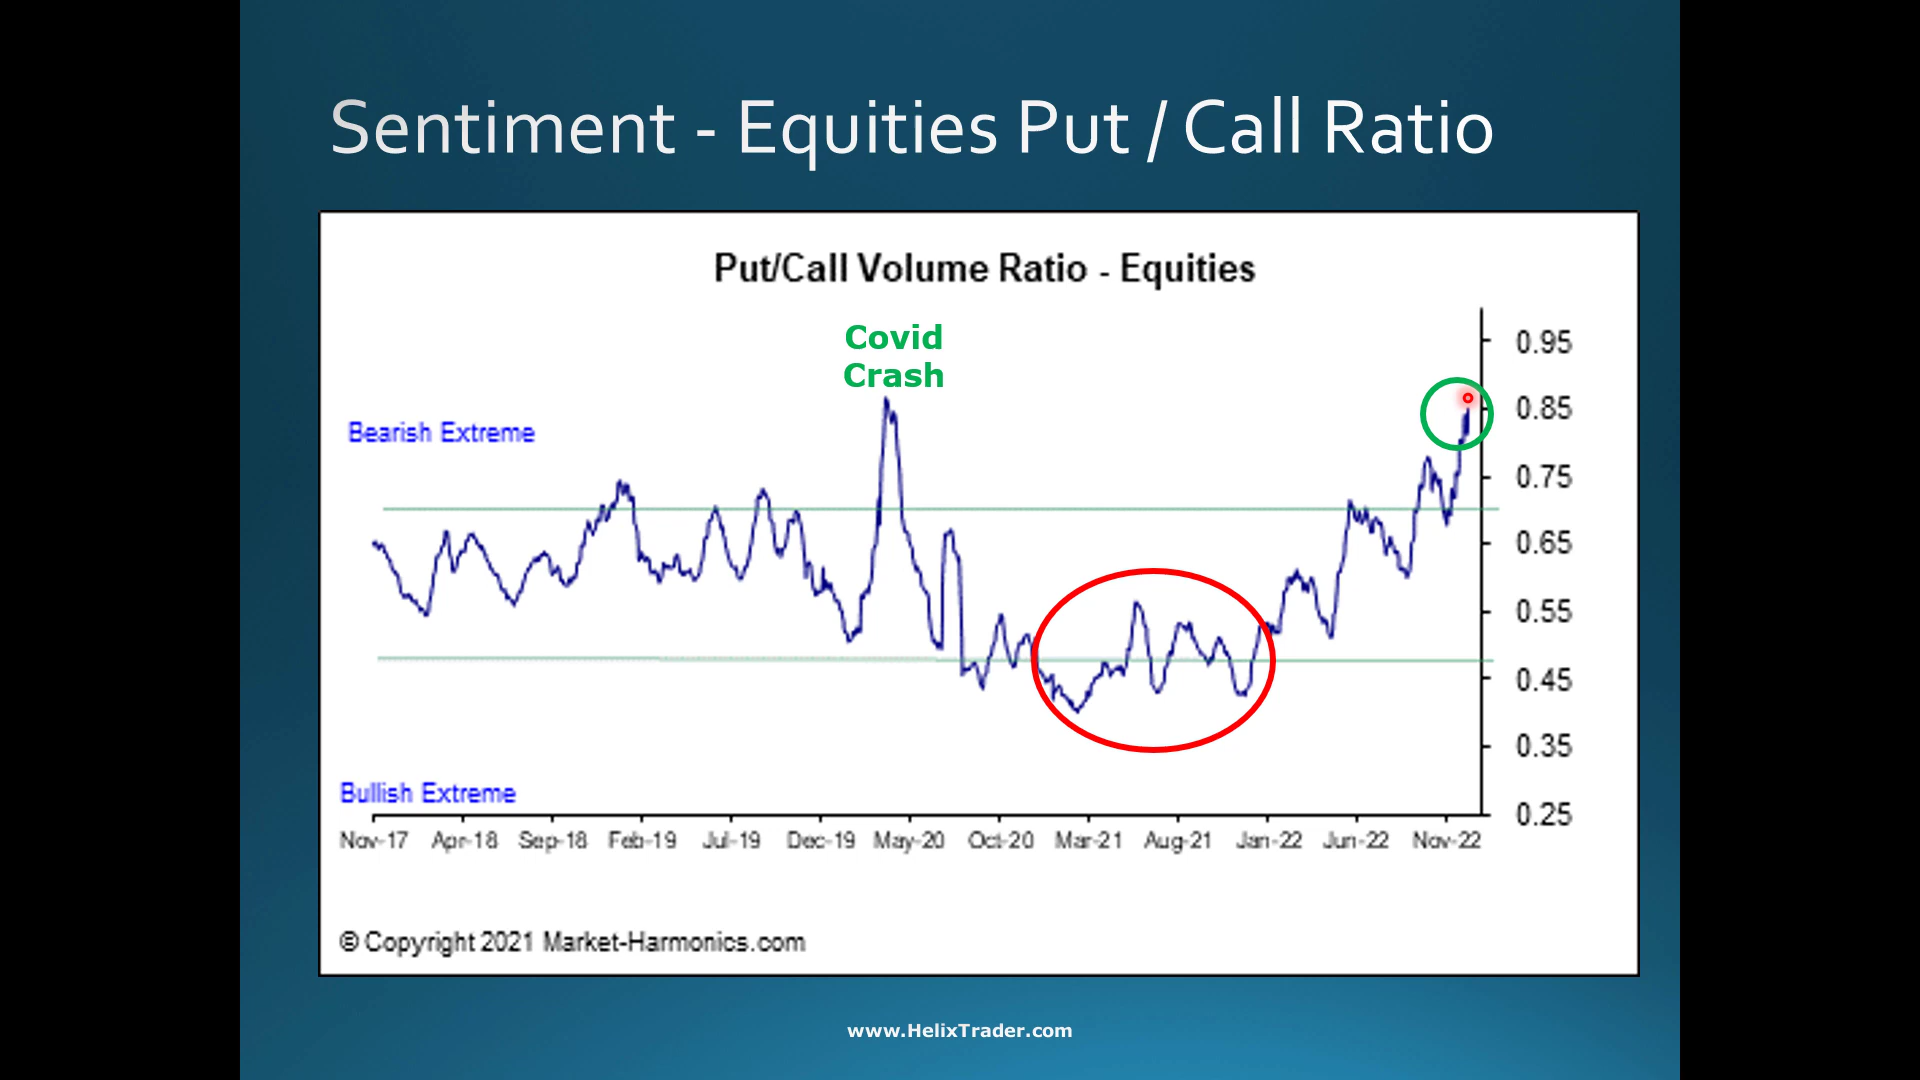 Sentiment - Equities Put / Call Ratio
Put/Call Volume Ratio - Equities
Covid
Crash
Bearish Extreme
0.95
0.85
0.75
0.65
0.55
0.45
0.35
0.25
Bullish Extreme
Nov-17 Apr-18 Sep-18 Feb-19 Jul-19 Dec-19 May-20 Oct-20 Mar-21 Aug-21 Jan-22 Jun-22 Nov-22
© Copyright 2021 Market-Harmonics.com
www.HelixTrader.com